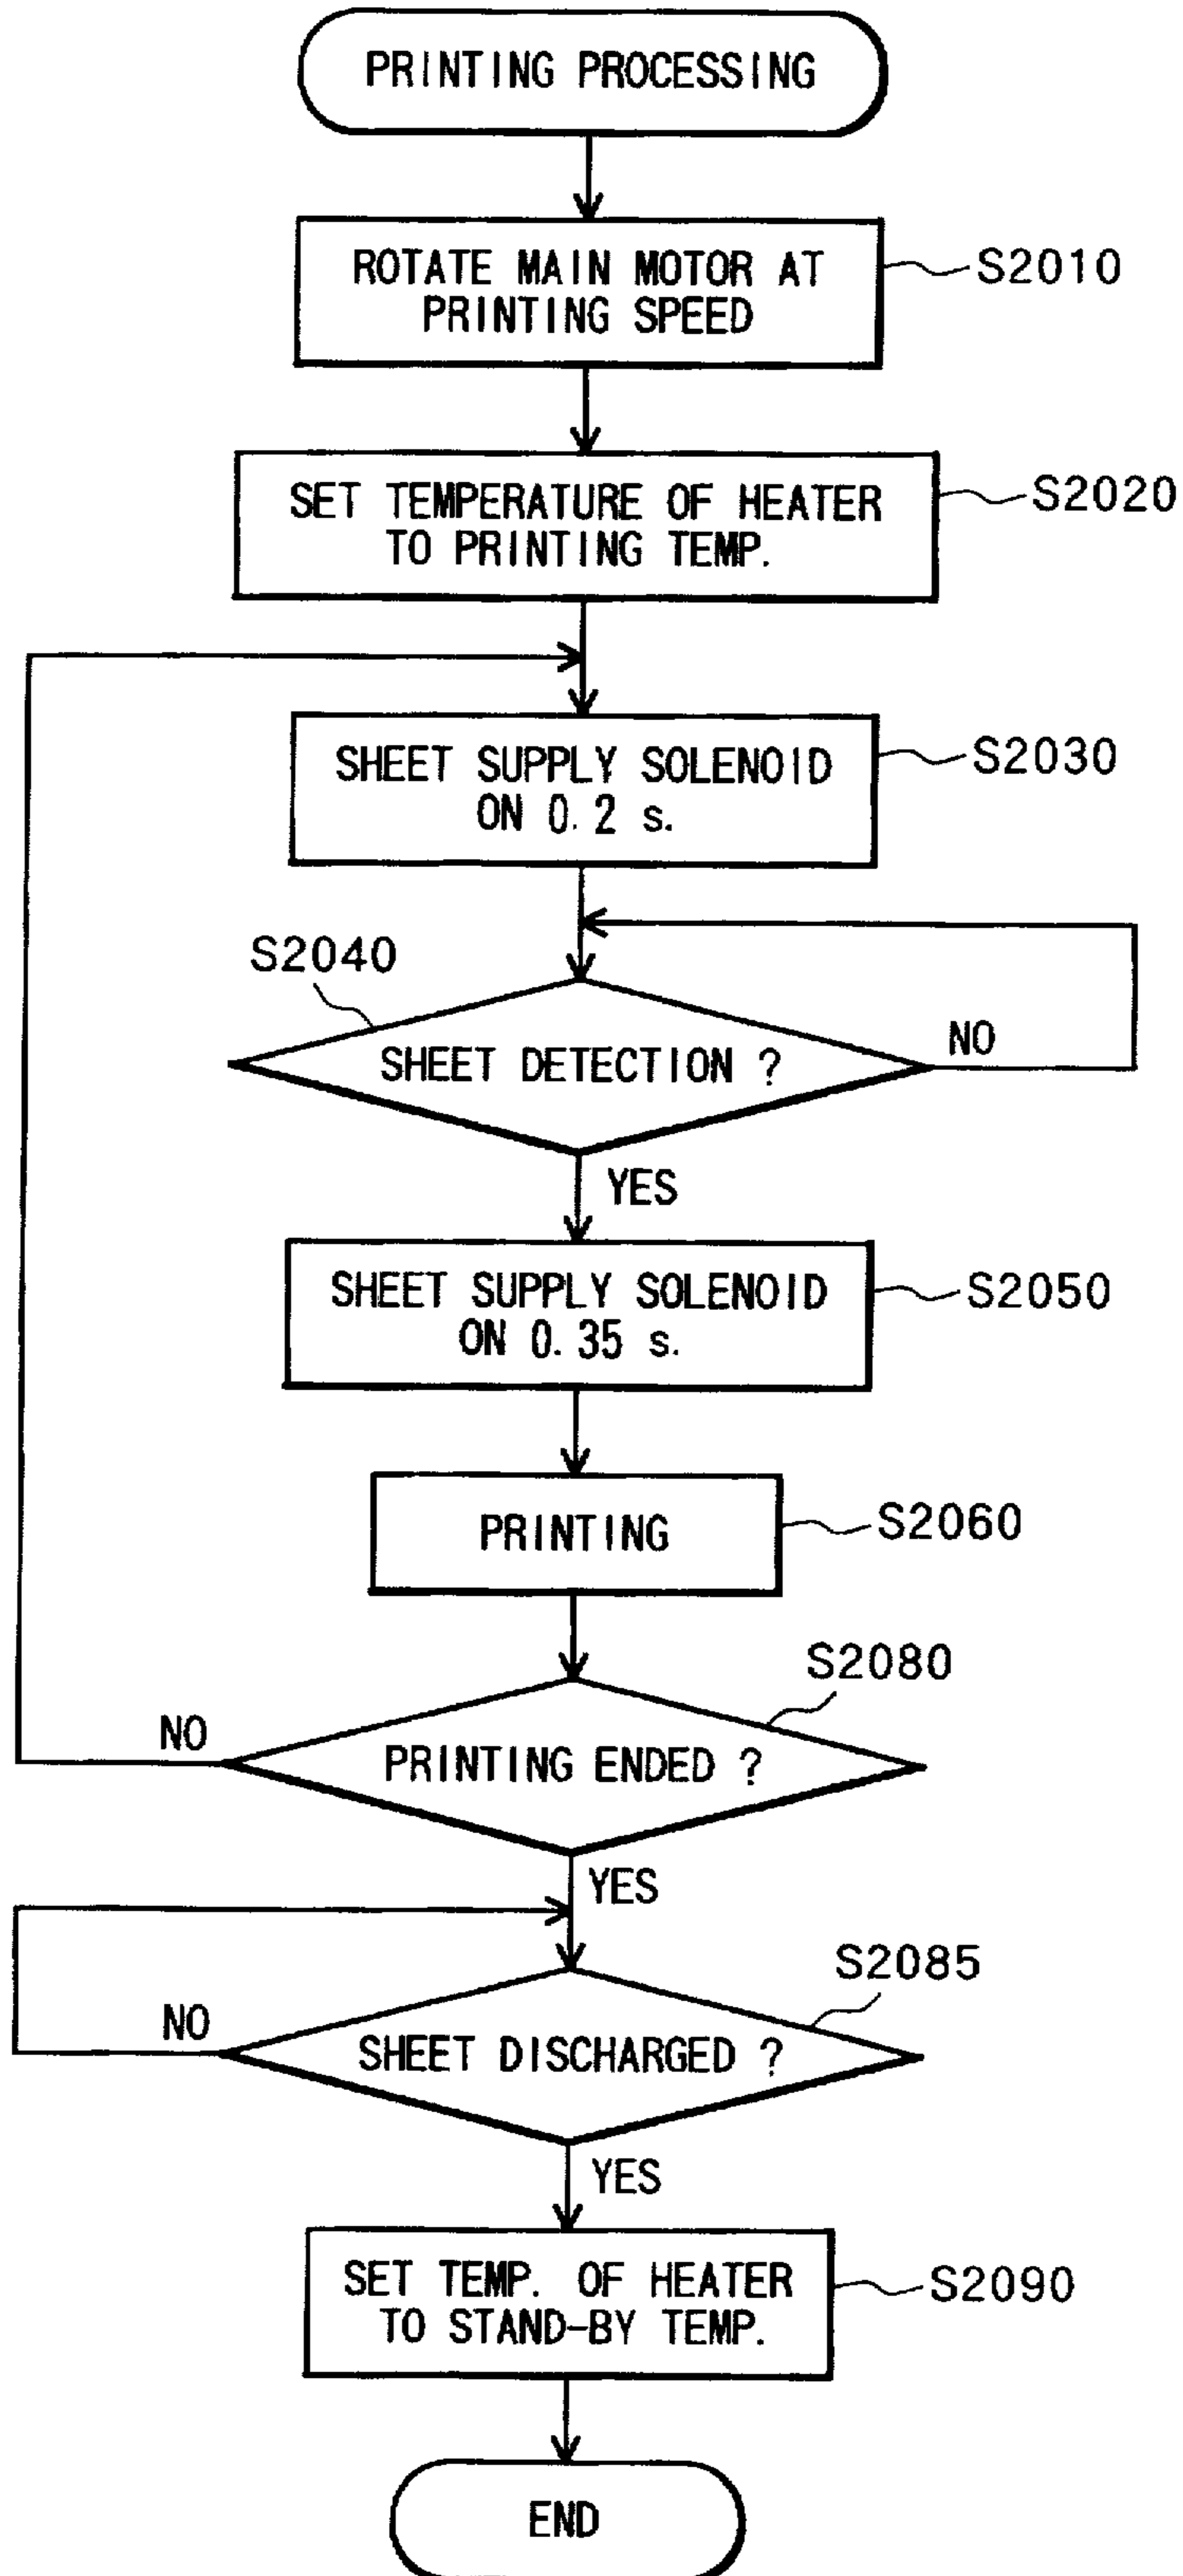 PRINTING PROCESSING
ROTATE MAIN MOTOR AT
PRINTING SPEED
S2010
SET TEMPERATURE OF HEATER
TO PRINTING TEMP.
S2020
SHEET SUPPLY SOLENOID
ON 0.2 s.
S2030
S2040
SHEET DETECTION ?
NO
YES
SHEET SUPPLY SOLENOID
ON 0.35 s.
S2050
PRINTING
S2060
S2080
NO
PRINTING ENDED ?
YES
S2085
NO
SHEET DISCHARGED ?
YES
SET TEMP. OF HEATER
TO STAND-BY TEMP.
S2090
END